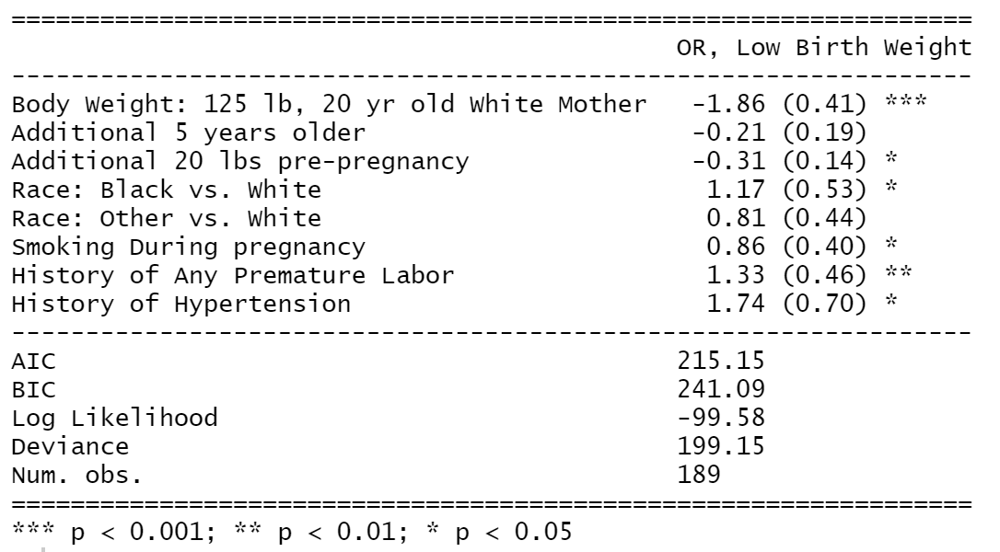 =================================================================
                                             OR, Low Birth Weight
-----------------------------------------------------------------
Body Weight: 125 lb, 20 yr old White Mother   -1.86 (0.41) ***
Additional 5 years older                      -0.21 (0.19)
Additional 20 lbs pre-pregnancy               -0.31 (0.14) *
Race: Black vs. White                          1.17 (0.53) *
Race: Other vs. White                          0.81 (0.44)
Smoking During pregnancy                       0.86 (0.40) *
History of Any Premature Labor                 1.33 (0.46) **
History of Hypertension                        1.74 (0.70) *
-----------------------------------------------------------------
AIC                                          215.15
BIC                                          241.09
Log Likelihood                               -99.58
Deviance                                     199.15
Num. obs.                                    189
=================================================================
*** p < 0.001; ** p < 0.01; * p < 0.05